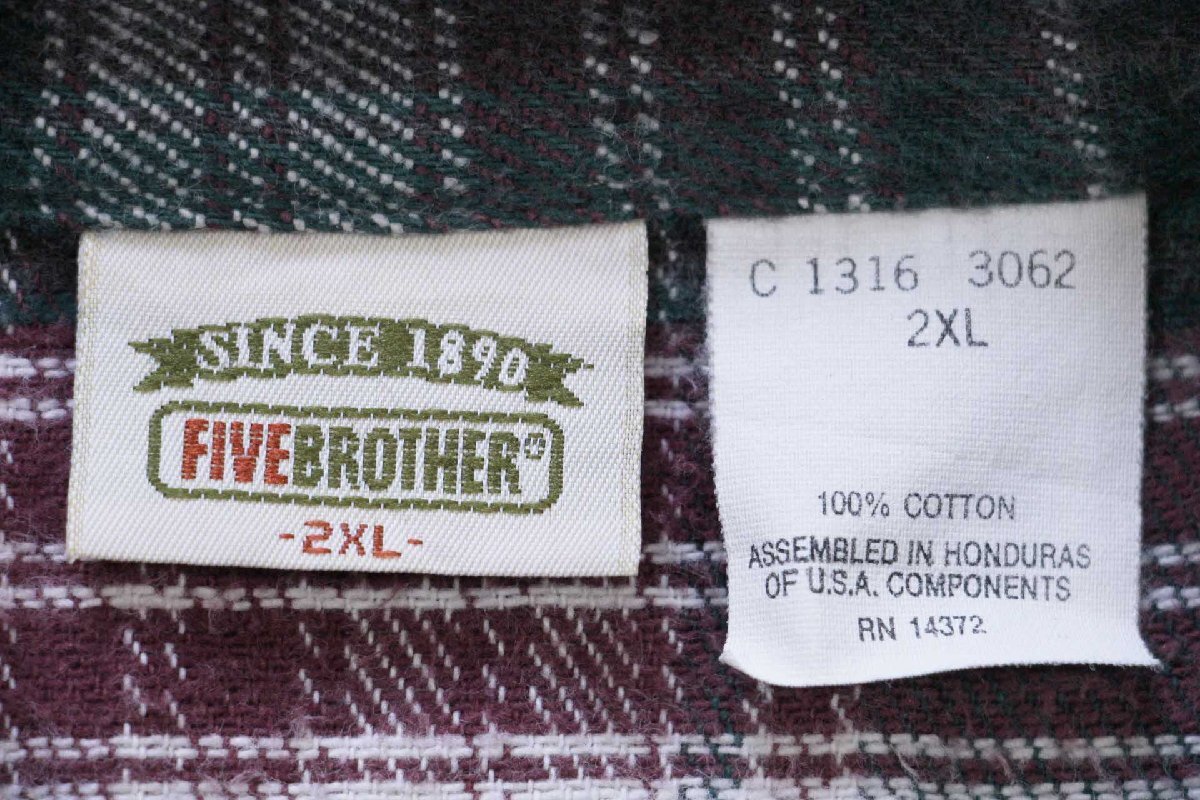 SINCE 1890
FIVEBROTHER®
-2XL-
C 1316 3062
2XL
100% COTTON
ASSEMBLED IN HONDURAS
OF U.S.A. COMPONENTS
RN 14372